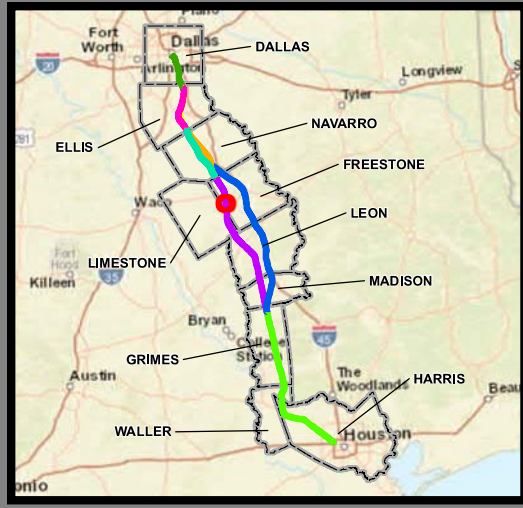 Plano
Fort
Worth
Dallas
DALLAS
Arlington
20
Longview
Tyler
281
NAVARRO
ELLIS
FREESTONE
Waco
LEON
LIMESTONE
Fort
Hood
35
Killeen
MADISON
Bryan
College
Station
45
GRIMES
Austin
The
Woodlands
HARRIS
Beau
WALLER
Houston
onio